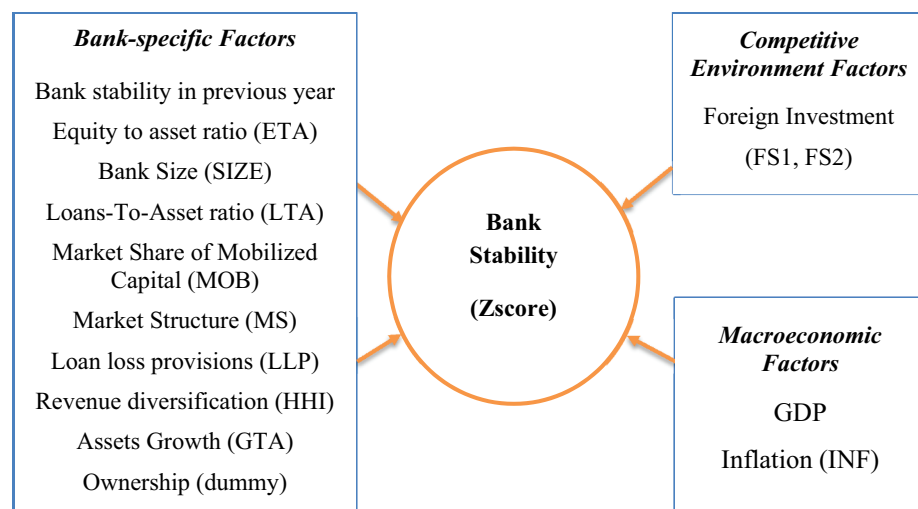 Bank-specific Factors
Bank stability in previous year
Equity to asset ratio (ETA)
Bank Size (SIZE)
Loans-To-Asset ratio (LTA)
Market Share of Mobilized
Capital (MOB)
Market Structure (MS)
Loan loss provisions (LLP)
Revenue diversification (HHI)
Assets Growth (GTA)
Ownership (dummy)
Bank
Stability
(Zscore)
Competitive
Environment Factors
Foreign Investment
(FS1, FS2)
Macroeconomic
Factors
GDP
Inflation (INF)